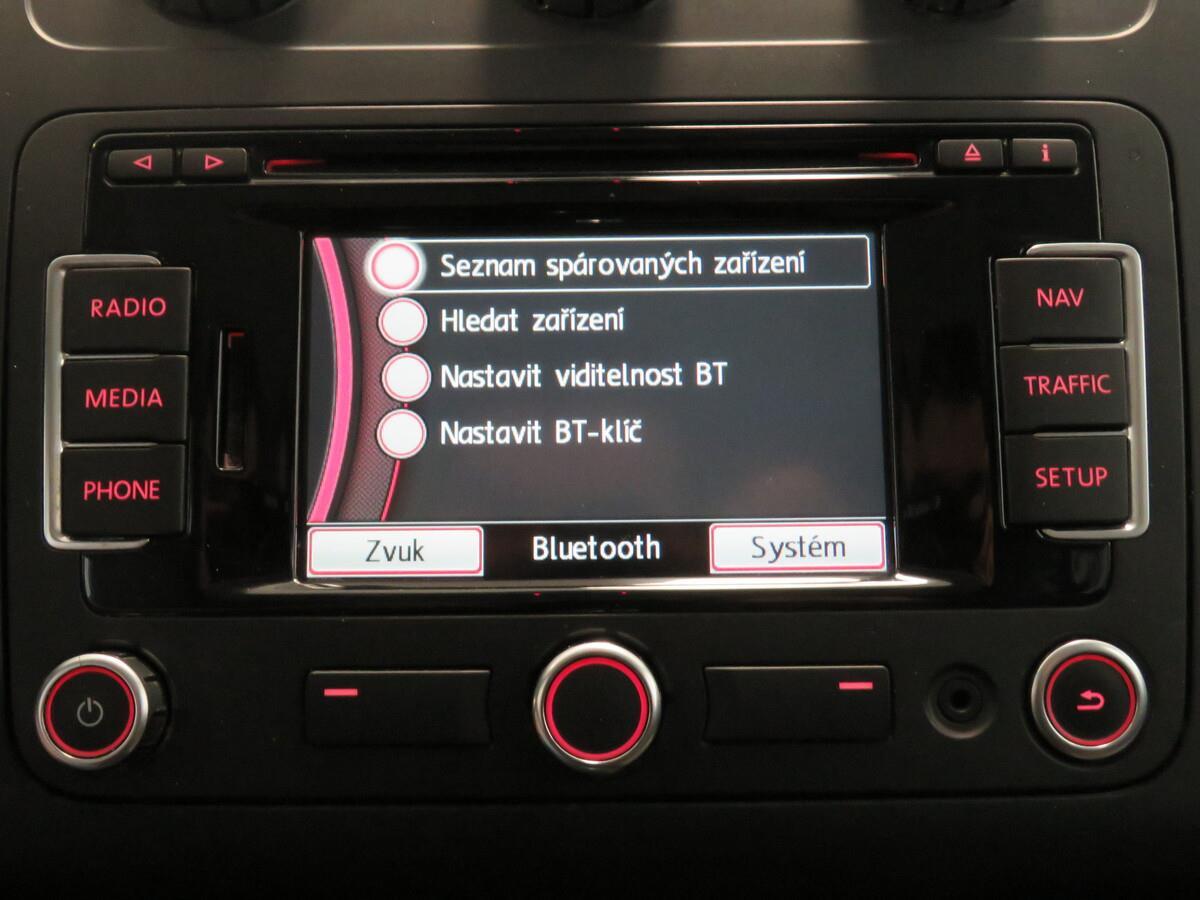 Seznam spárovaných zařízení
Hledat zařízení
Nastavit viditelnost BT
Nastavit BT-klíč
Zvuk
Bluetooth
Systém
RADIO
MEDIA
PHONE
NAV
TRAFFIC
SETUP
i